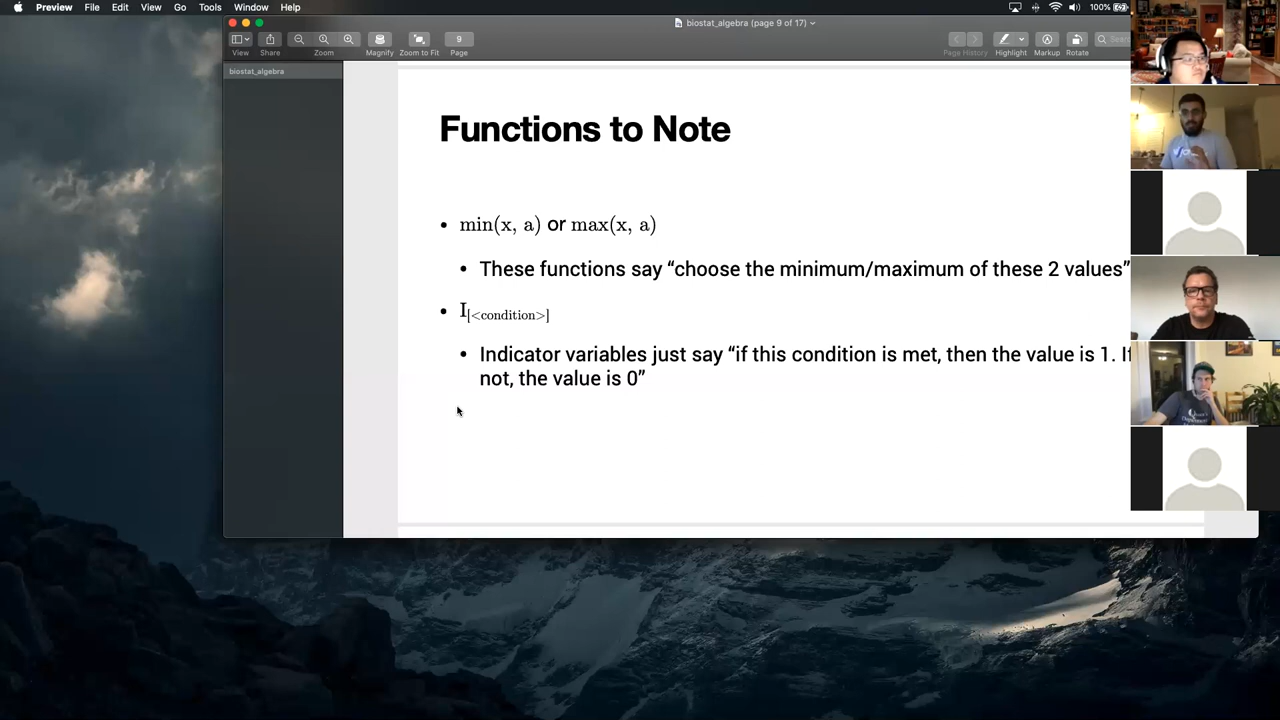 Preview File Edit View Go Tools Window Help 100%
biostat_algebra (page 9 of 17)
9
View Share Zoom Magnify Zoom to Fit Page Page History Highlight Markup Rotate
biostat_algebra
Functions to Note
• min(x, a) or max(x, a)
• These functions say “choose the minimum/maximum of these 2 values”
• I[<condition>]
• Indicator variables just say “if this condition is met, then the value is 1. If
not, the value is 0”